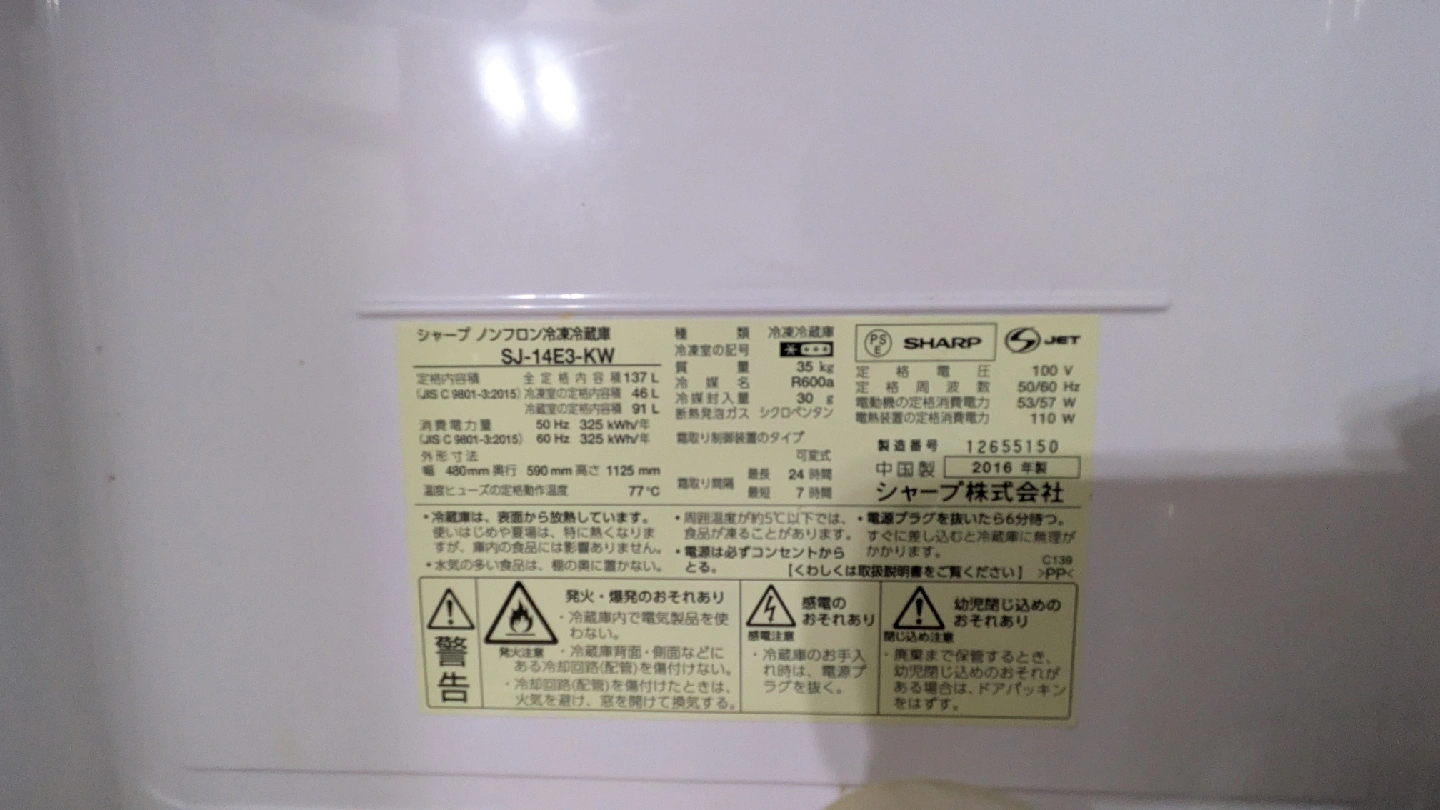 シャープ ノンフロン冷凍冷蔵庫
SJ-14E3-KW
定格内容積 全定格内容積 137 L
(JIS C 9801-3:2015) 冷凍室の定格内容積 46 L
冷蔵室の定格内容積 91 L
消費電力量 50 Hz 325 kWh/年
(JIS C 9801-3:2015) 60 Hz 325 kWh/年
外形寸法
幅 480mm 奥行 590mm 高さ 1125 mm
温度ヒューズの定格動作温度 77℃
種類 冷凍冷蔵庫
冷凍室の記号
質量 35 kg
冷媒名 R600a
冷媒封入量 30 g
断熱発泡ガス シクロペンタン
霜取り制御装置のタイプ
可変式
霜取り間隔 最長 24 時間
最短 7 時間
PSE SHARP JET
定格電圧 100 V
定格周波数 50/60 Hz
電動機の定格消費電力 53/57 W
電熱装置の定格消費電力 110 W
製造番号 12655150
中国製 2016 年製
シャープ株式会社
・冷蔵庫は、裏面から放熱しています。
使いはじめや夏場は、特に熱くなりま
すが、庫内の食品には影響ありません。
・水気の多い食品は、棚の奥に置かない。
・周囲温度が約5℃以下では、
食品が凍ることがあります。
・電源は必ずコンセントから
とる。
・電源プラグを抜いたら6分待つ。
すぐに差し込むと冷蔵庫に無理が
かかります。
C139
[くわしくは取扱説明書をご覧ください] >PP<
警告
発火注意
発火・爆発のおそれあり
・冷蔵庫内で電気製品を使
わない。
・冷蔵庫背面・側面などに
ある冷却回路(配管)を傷付けない。
・冷却回路(配管)を傷付けたときは、
火気を避け、窓を開けて換気する。
感電注意
感電の
おそれあり
・冷蔵庫のお手入
れ時は、電源プ
ラグを抜く。
閉じ込め注意
幼児閉じ込めの
おそれあり
・廃棄まで保管するとき、
幼児閉じ込めのおそれが
ある場合は、ドアパッキン
をはずす。